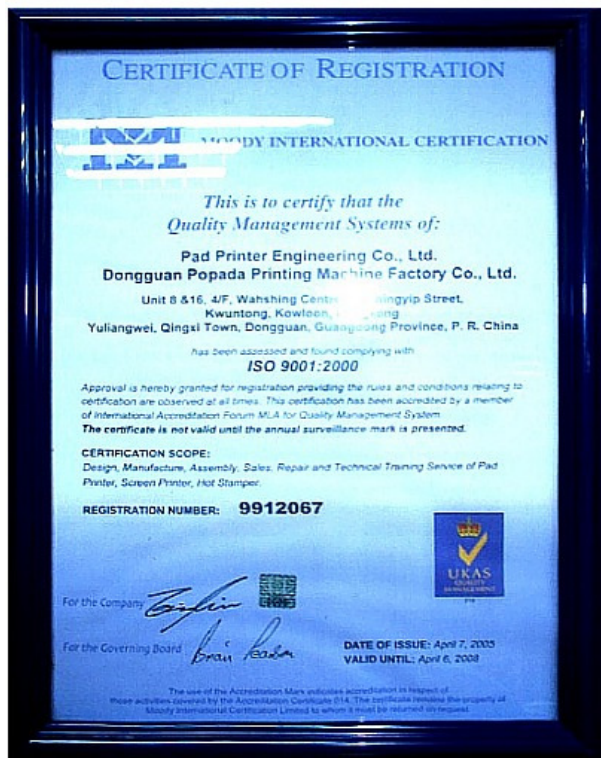 CERTIFICATE OF REGISTRATION
MOODY INTERNATIONAL CERTIFICATION
This is to certify that the
Quality Management Systems of:
Pad Printer Engineering Co., Ltd.
Dongguan Popada Printing Machine Factory Co., Ltd.
Unit 8 &16, 4/F, Wahshing Street,
Kwuntong, Kowloon,
Yuliangwei, Qingxi Town, Dongguan, Guangdong Province, P. R. China
has been assessed and found complying with
ISO 9001:2000
Approval is hereby granted for registration providing the rules and conditions relating to
certification are observed at all times. This certification has been accredited by a member
of International Accreditation Forum MLA for Quality Management System.
The certificate is not valid until the annual surveillance mark is presented.
CERTIFICATION SCOPE:
Design, Manufacture, Assembly, Sales, Repair and Technical Training Service of Pad
Printer, Screen Printer, Hot Stamper.
REGISTRATION NUMBER: 9912067
UKAS
QUALITY
MANAGEMENT
014
For the Company
For the Governing Board
DATE OF ISSUE: April 7, 2005
VALID UNTIL: April 6, 2008
The use of the Accreditation Mark indicates accreditation in respect of
those activities covered by the Accreditation Certificate 014. The certificate remains the property of
Moody International Certification Limited to whom it must be returned on request.